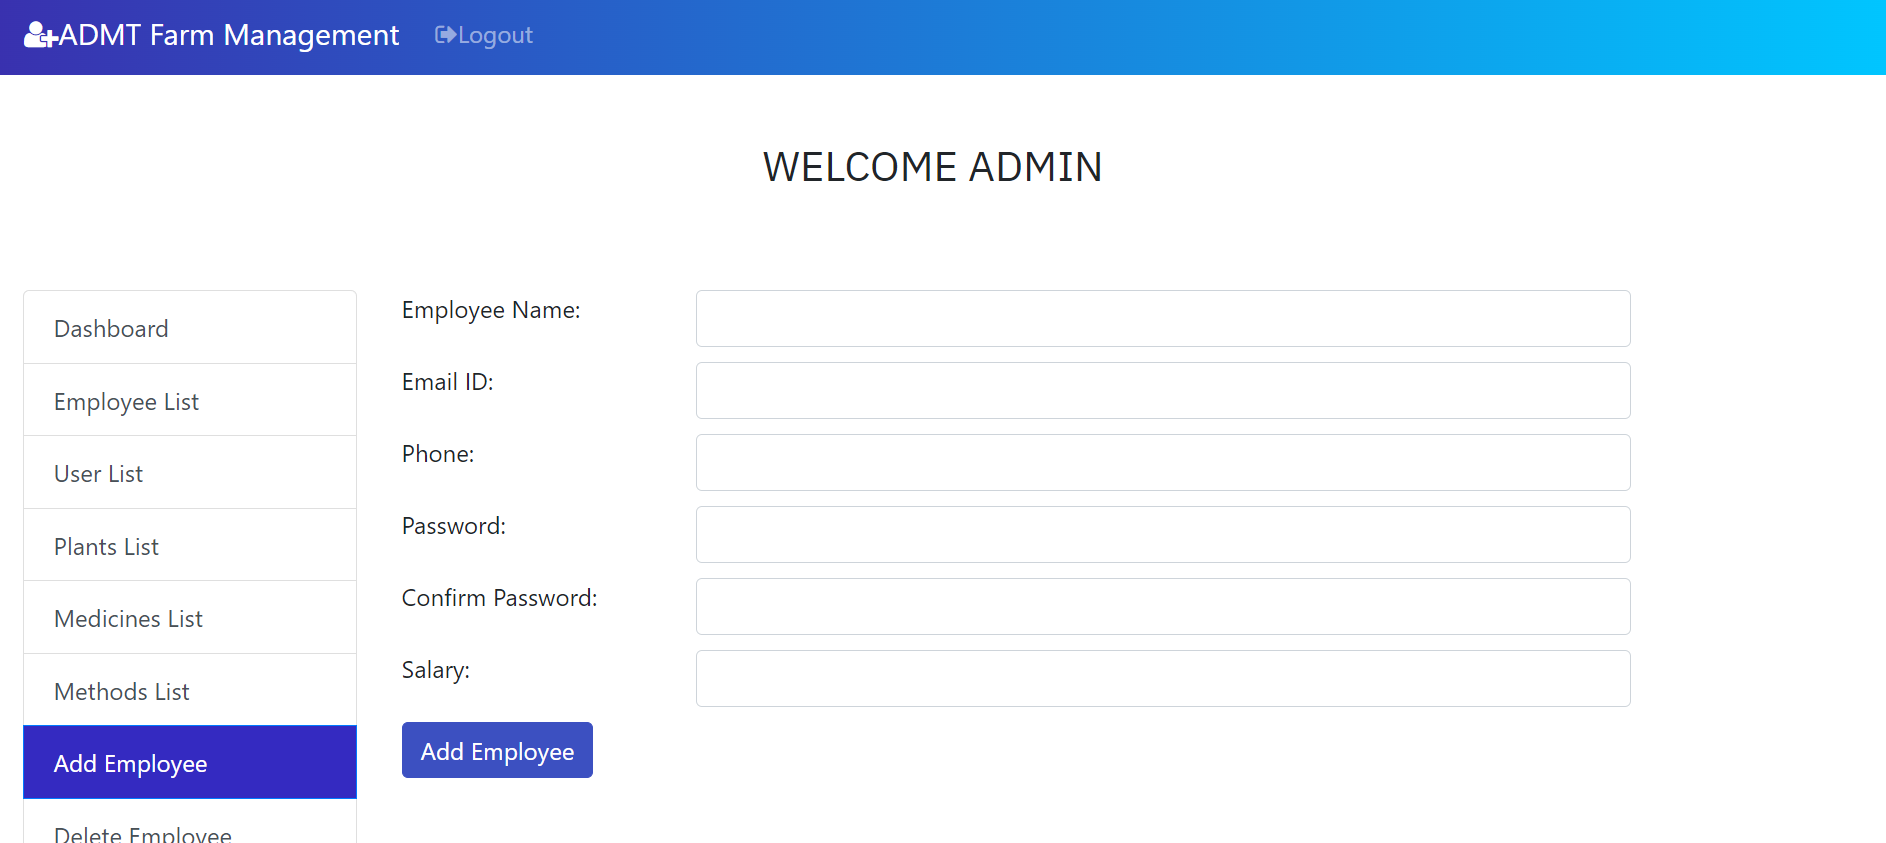 ADMT Farm Management Logout
WELCOME ADMIN
Dashboard
Employee List
User List
Plants List
Medicines List
Methods List
Add Employee
Delete Employee
Employee Name:
Email ID:
Phone:
Password:
Confirm Password:
Salary:
Add Employee